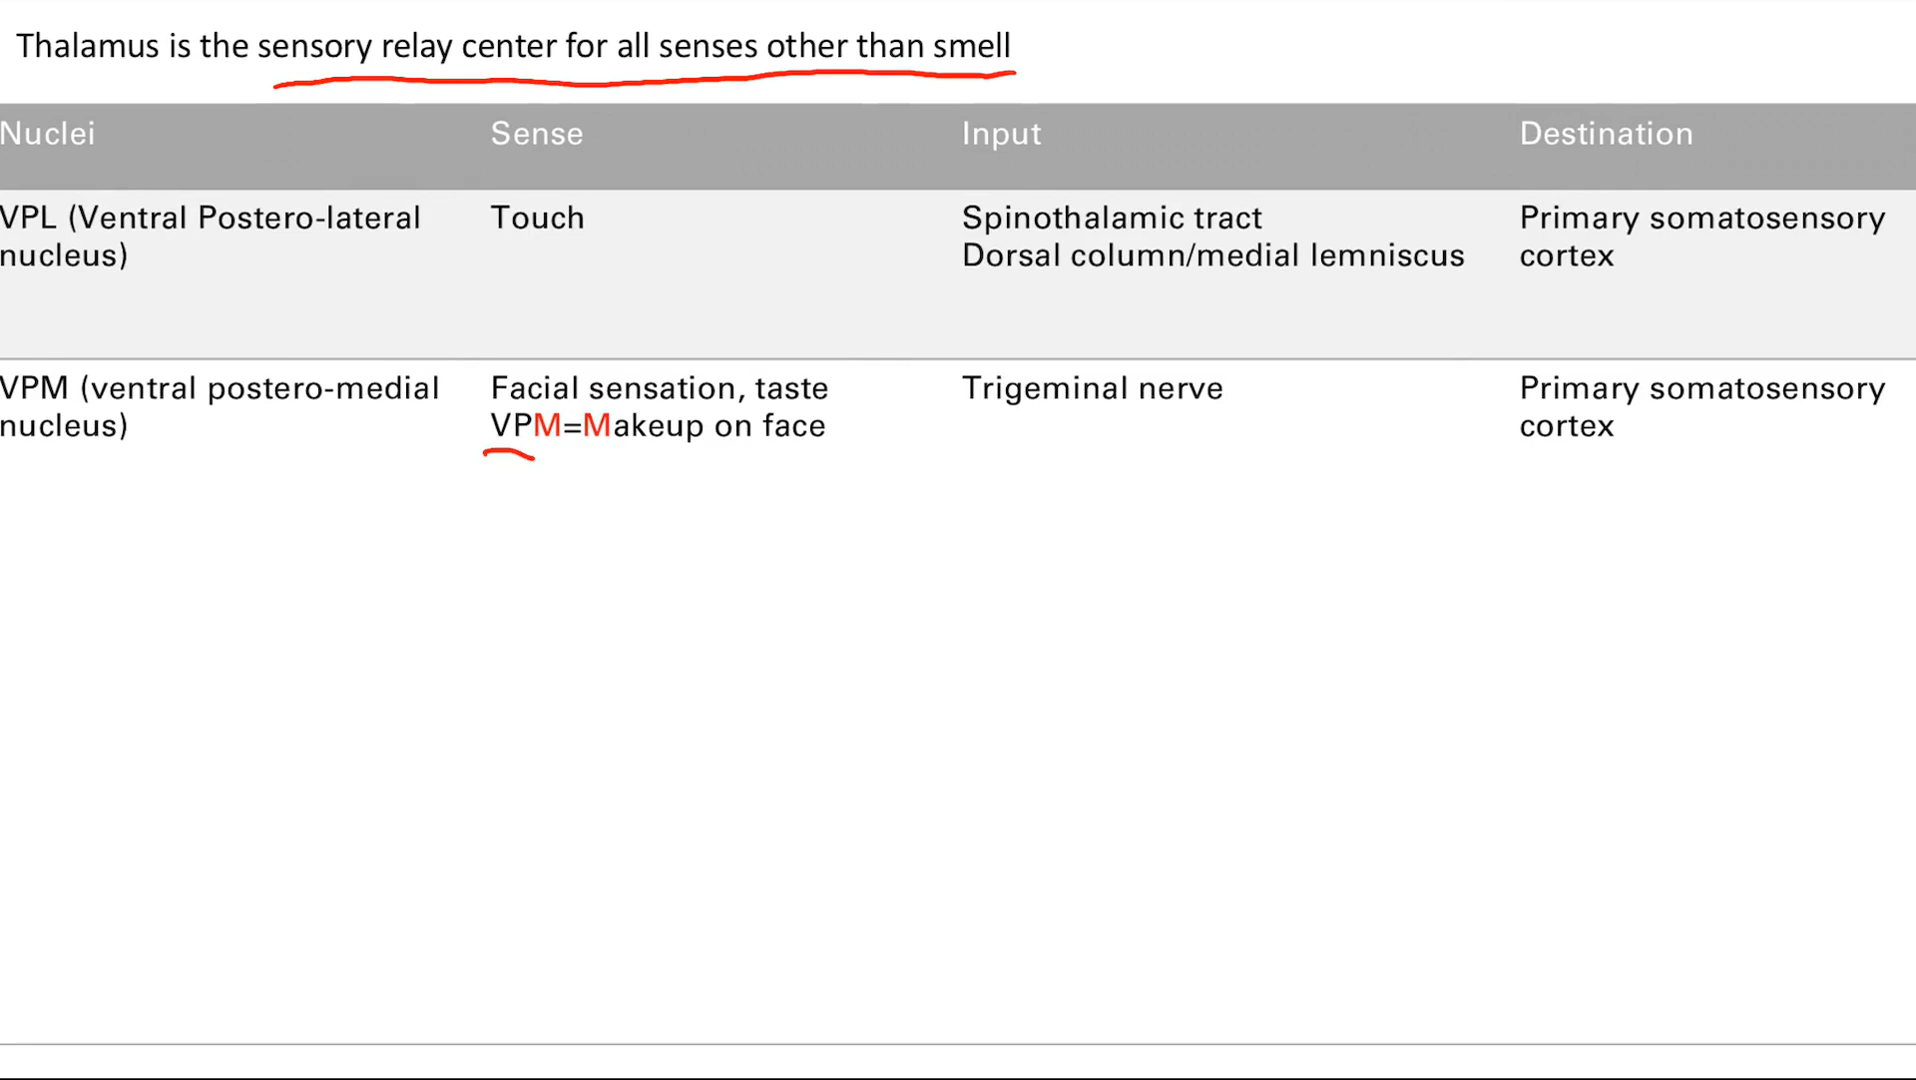 Thalamus is the sensory relay center for all senses other than smell
Nuclei
Sense
Input
Destination
VPL (Ventral Postero-lateral
nucleus)
Touch
Spinothalamic tract
Dorsal column/medial lemniscus
Primary somatosensory
cortex
VPM (ventral postero-medial
nucleus)
Facial sensation, taste
VPM=Makeup on face
Trigeminal nerve
Primary somatosensory
cortex